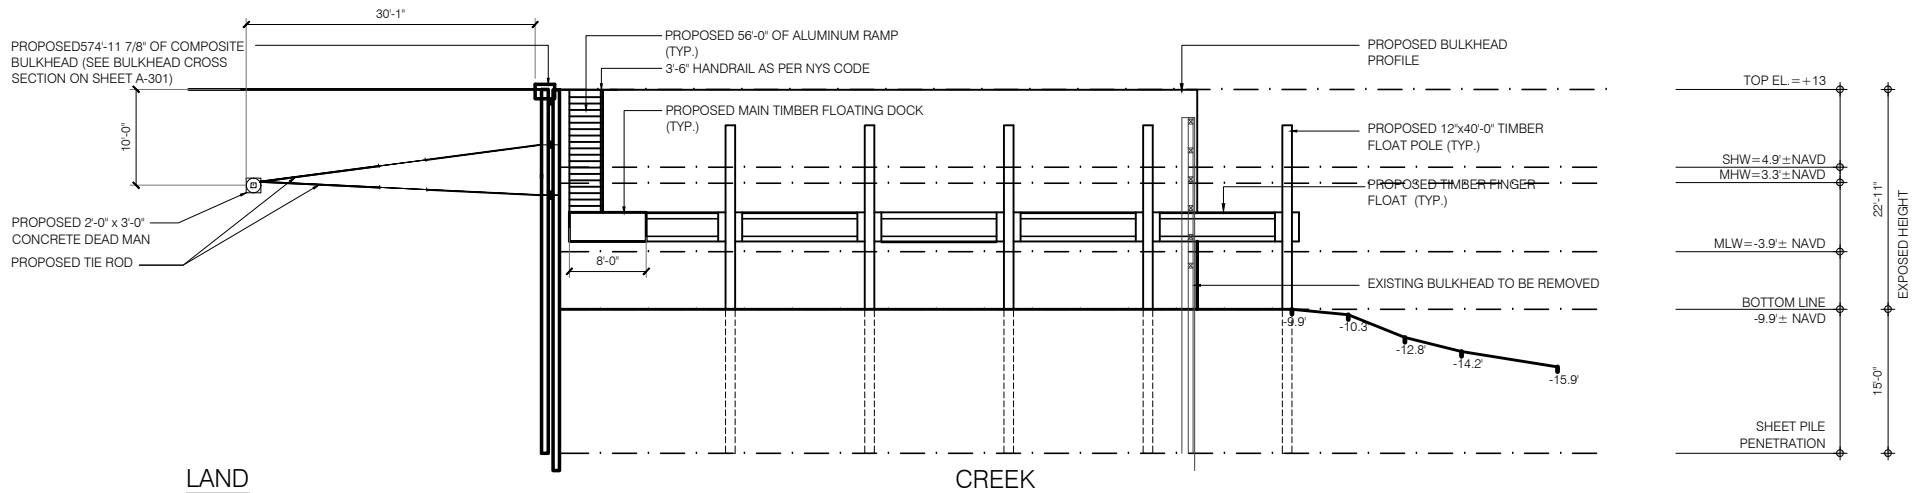 30'-1"
PROPOSED574'-11 7/8" OF COMPOSITE
BULKHEAD (SEE BULKHEAD CROSS
SECTION ON SHEET A-301)
10'-0"
PROPOSED 2'-0" x 3'-0"
CONCRETE DEAD MAN
PROPOSED TIE ROD
LAND
PROPOSED 56'-0" OF ALUMINUM RAMP
(TYP.)
3'-6" HANDRAIL AS PER NYS CODE
PROPOSED MAIN TIMBER FLOATING DOCK
(TYP.)
8'-0"
CREEK
PROPOSED BULKHEAD
PROFILE
PROPOSED 12"x40'-0" TIMBER
FLOAT POLE (TYP.)
PROPOSED TIMBER FINGER
FLOAT (TYP.)
EXISTING BULKHEAD TO BE REMOVED
-9.9'
-10.3'
-12.8'
-14.2'
-15.9'
TOP EL.=+13
SHW=4.9'±NAVD
MHW=3.3'±NAVD
MLW=-3.9'± NAVD
BOTTOM LINE
-9.9'± NAVD
SHEET PILE
PENETRATION
22'-11"
EXPOSED HEIGHT
15'-0"